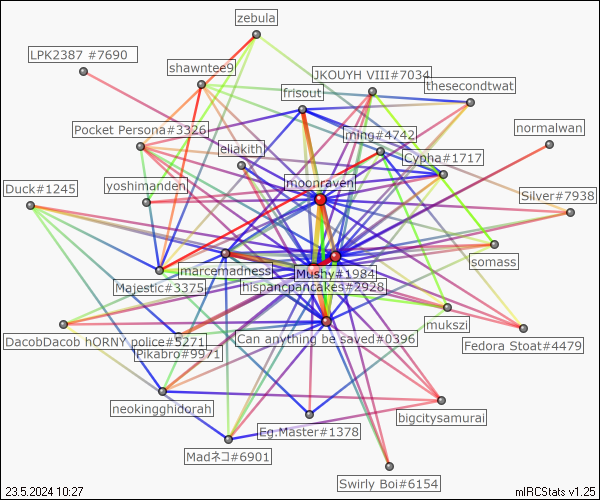 zebula
LPK2387 #7690
shawntee9
JKOUYH VIII#7034
thesecondtwat
frisout
Pocket Persona#3326
ming#4742
normalwan
eliakith
Cypha#1717
moonraven
Duck#1245
yoshimanden
Silver#7938
somass
marcemadness
Mushy#1984
Majestic#3375
hispanicpancakes#2928
mukszi
DacobDacob hORNY police#5271
Can anything be saved#0396
Fedora Stoat#4479
Pikabro#9971
neokingghidorah
bigcitysamurai
Eg.Master#1378
Madネコ#6901
Swirly Boi#6154
23.5.2024 10:27
mIRCStats v1.25